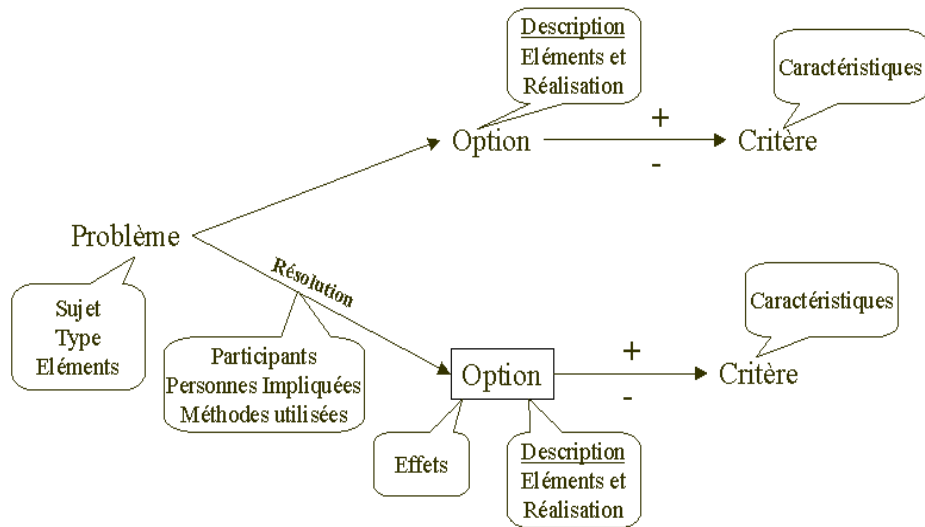 Description
Eléments et
Réalisation
Caractéristiques
Option
+
-
Critère
Problème
Sujet
Type
Eléments
Résolution
Participants
Personnes Impliquées
Méthodes utilisées
Caractéristiques
Option
+
-
Critère
Effets
Description
Eléments et
Réalisation